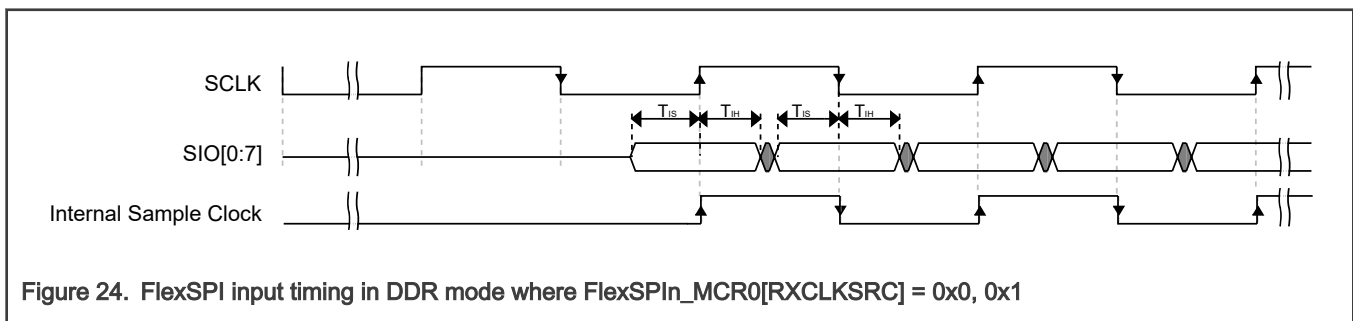 SCLK
TIS TIH TIS TIH
SIO[0:7]
Internal Sample Clock
Figure 24. FlexSPI input timing in DDR mode where FlexSPIn_MCR0[RXCLKSRC] = 0x0, 0x1